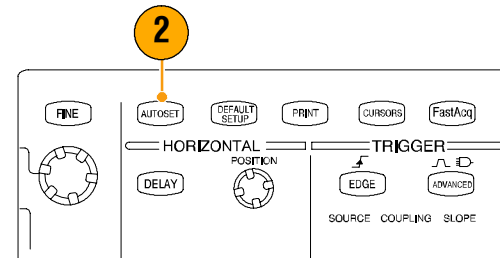 2
FINE
AUTOSET
DEFAULT
SETUP
PRINT
CURSORS
FastAcq
HORIZONTAL
TRIGGER
POSITION
DELAY
EDGE
ADVANCED
SOURCE COUPLING SLOPE